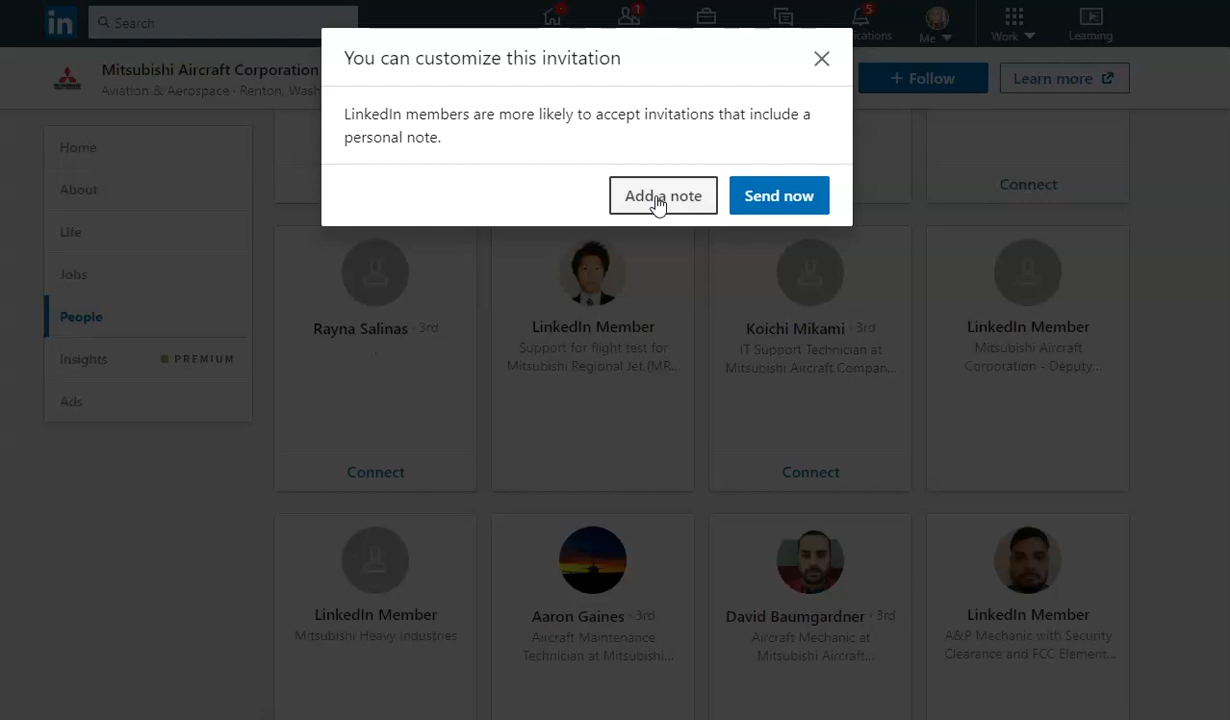 in
Search
1
5
ications
Me
Work
Learning
Mitsubishi Aircraft Corporation
Aviation & Aerospace · Renton, Wash
+ Follow
Learn more
You can customize this invitation
LinkedIn members are more likely to accept invitations that include a
personal note.
Add a note
Send now
Home
About
Life
Jobs
People
Insights
PREMIUM
Ads
Connect
Rayna Salinas · 3rd
.
Connect
LinkedIn Member
Support for flight test for
Mitsubishi Regional Jet (MR...
Koichi Mikami · 3rd
IT Support Technician at
Mitsubishi Aircraft Compan...
Connect
LinkedIn Member
Mitsubishi Aircraft
Corporation - Deputy...
LinkedIn Member
Mitsubishi Heavy Industries
Aaron Gaines · 3rd
Aircraft Maintenance
Technician at Mitsubishi...
David Baumgardner · 3rd
Aircraft Mechanic at
Mitsubishi Aircraft...
LinkedIn Member
A&P Mechanic with Security
Clearance and FCC Element...